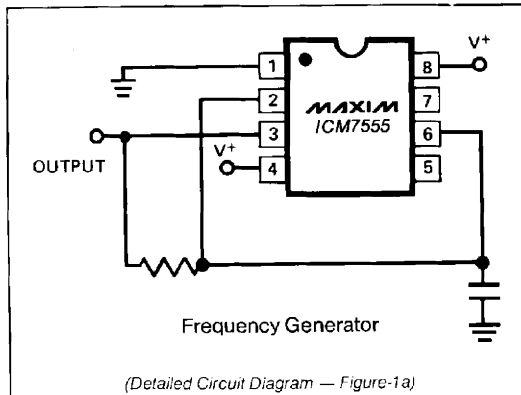 V+
1
8
2
7
MAXIM
ICM7555
3
6
OUTPUT
V+
4
5
Frequency Generator
(Detailed Circuit Diagram — Figure-1a)